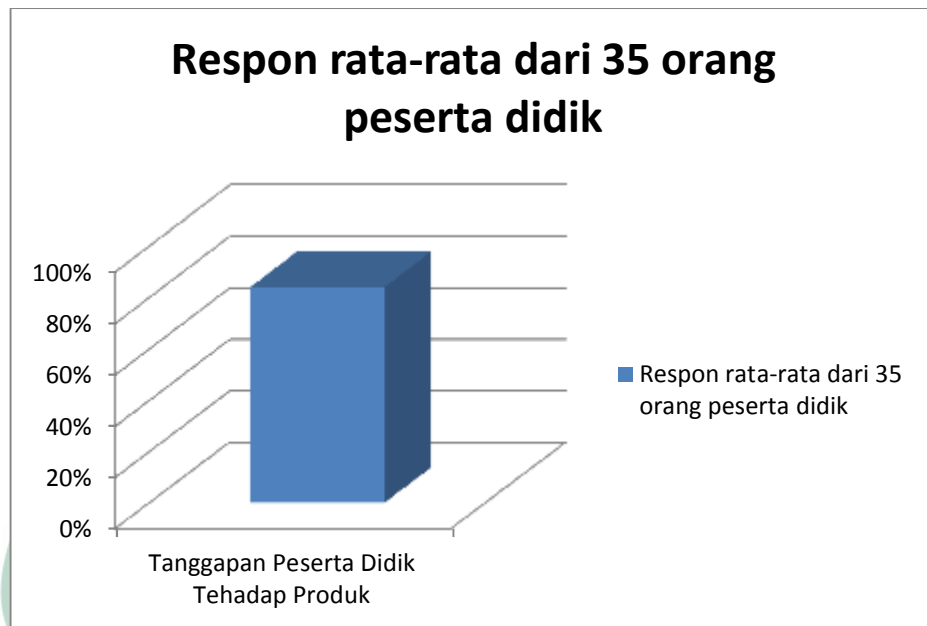 Respon rata-rata dari 35 orang
peserta didik
100%
80%
60%
40%
20%
0%
Tanggapan Peserta Didik
Tehadap Produk
Respon rata-rata dari 35
orang peserta didik